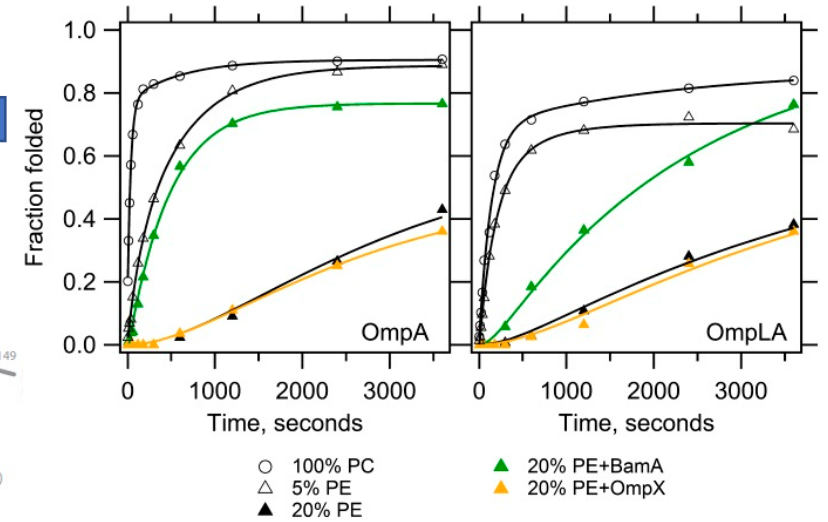 1.0
0.8
0.6
0.4
0.2
0.0
Fraction folded
OmpA
OmpLA
0 1000 2000 3000
0 1000 2000 3000
Time, seconds
Time, seconds
149
100% PC
5% PE
20% PE
20% PE+BamA
20% PE+OmpX